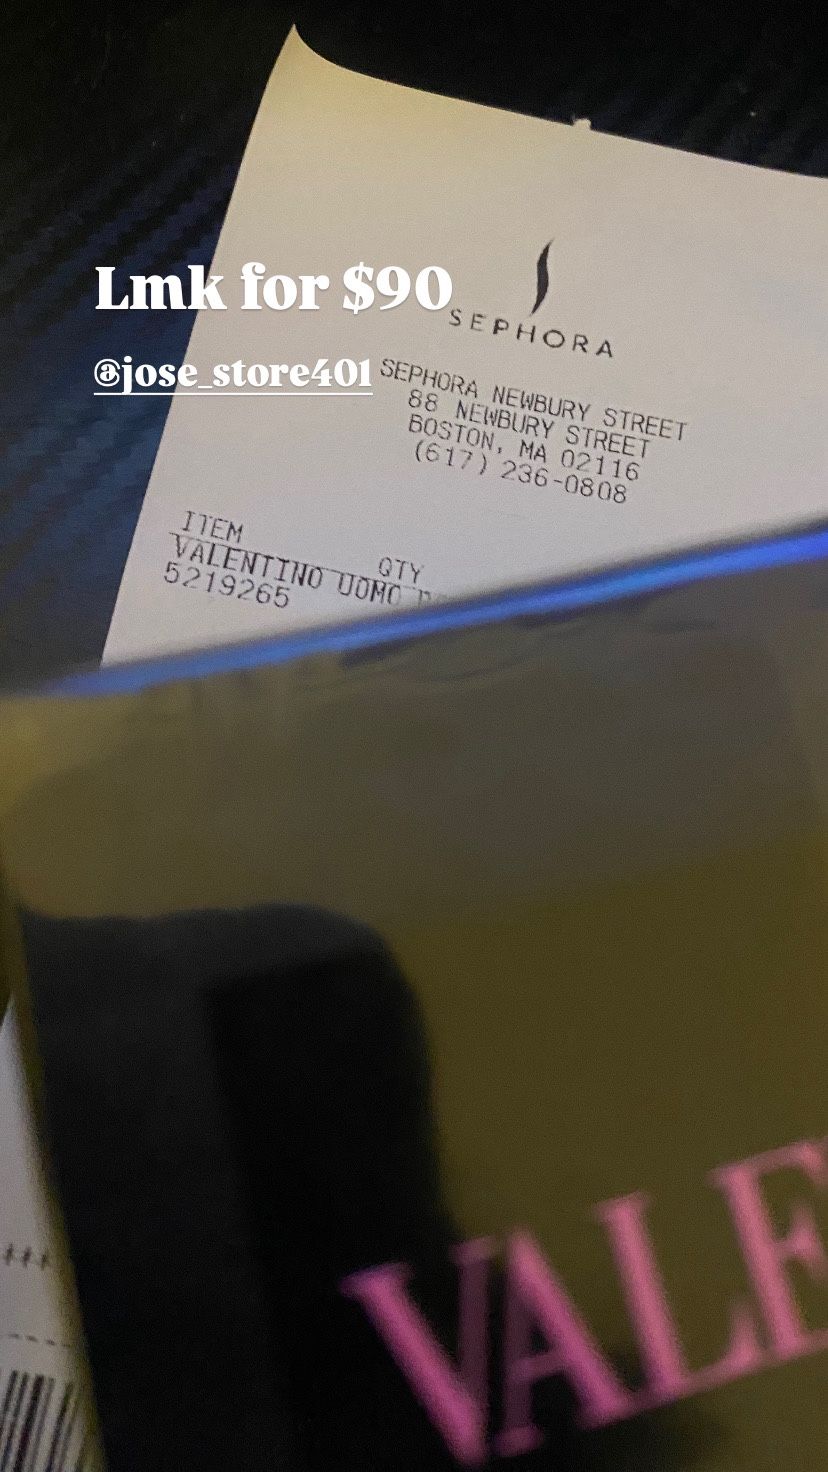 Lmk for $90
@jose_store401
SEPHORA
SEPHORA NEWBURY STREET
88 NEWBURY STREET
BOSTON, MA 02116
(617) 236-0808
ITEM QTY
VALENTINO UOMO
5219265
VALE